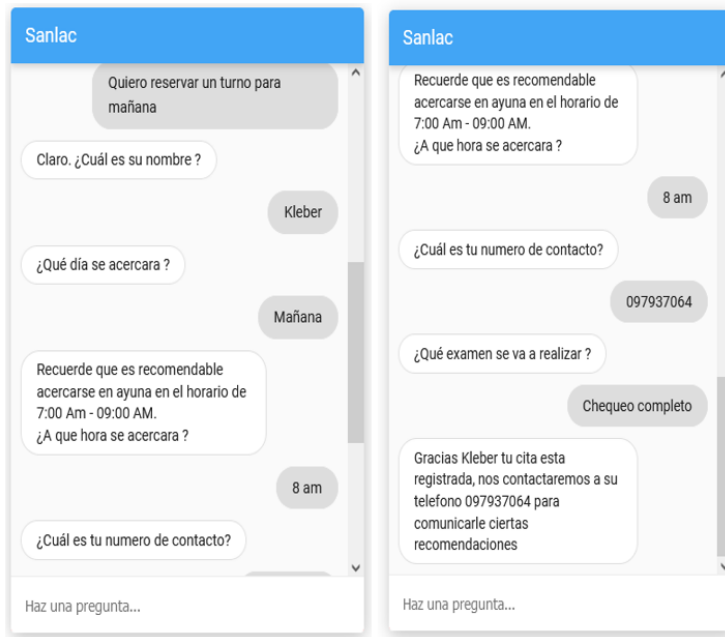 Sanlac
Quiero reservar un turno para
mañana
Claro. ¿Cuál es su nombre ?
Kleber
¿Qué día se acercara ?
Mañana
Recuerde que es recomendable
acercarse en ayuna en el horario de
7:00 Am - 09:00 AM.
¿A que hora se acercara ?
8 am
¿Cuál es tu numero de contacto?
Haz una pregunta...
Sanlac
Recuerde que es recomendable
acercarse en ayuna en el horario de
7:00 Am - 09:00 AM.
¿A que hora se acercara ?
8 am
¿Cuál es tu numero de contacto?
097937064
¿Qué examen se va a realizar ?
Chequeo completo
Gracias Kleber tu cita esta
registrada, nos contactaremos a su
telefono 097937064 para
comunicarle ciertas
recomendaciones
Haz una pregunta...